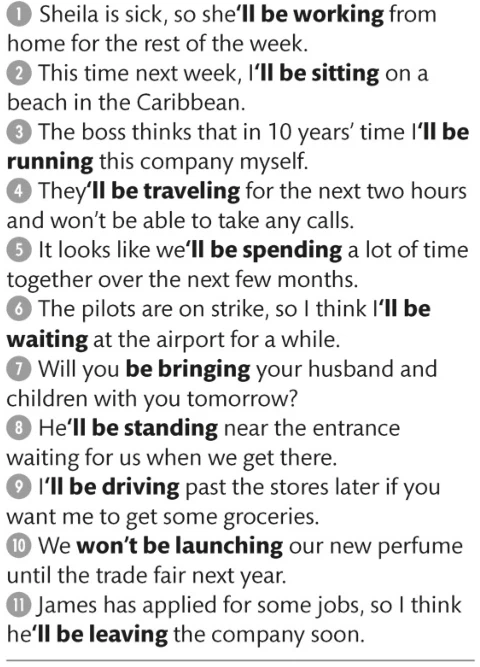 1 Sheila is sick, so she‘ll be working from
home for the rest of the week.
2 This time next week, I‘ll be sitting on a
beach in the Caribbean.
3 The boss thinks that in 10 years’ time I‘ll be
running this company myself.
4 They‘ll be traveling for the next two hours
and won’t be able to take any calls.
5 It looks like we‘ll be spending a lot of time
together over the next few months.
6 The pilots are on strike, so I think I‘ll be
waiting at the airport for a while.
7 Will you be bringing your husband and
children with you tomorrow?
8 He‘ll be standing near the entrance
waiting for us when we get there.
9 I‘ll be driving past the stores later if you
want me to get some groceries.
10 We won’t be launching our new perfume
until the trade fair next year.
11 James has applied for some jobs, so I think
he‘ll be leaving the company soon.